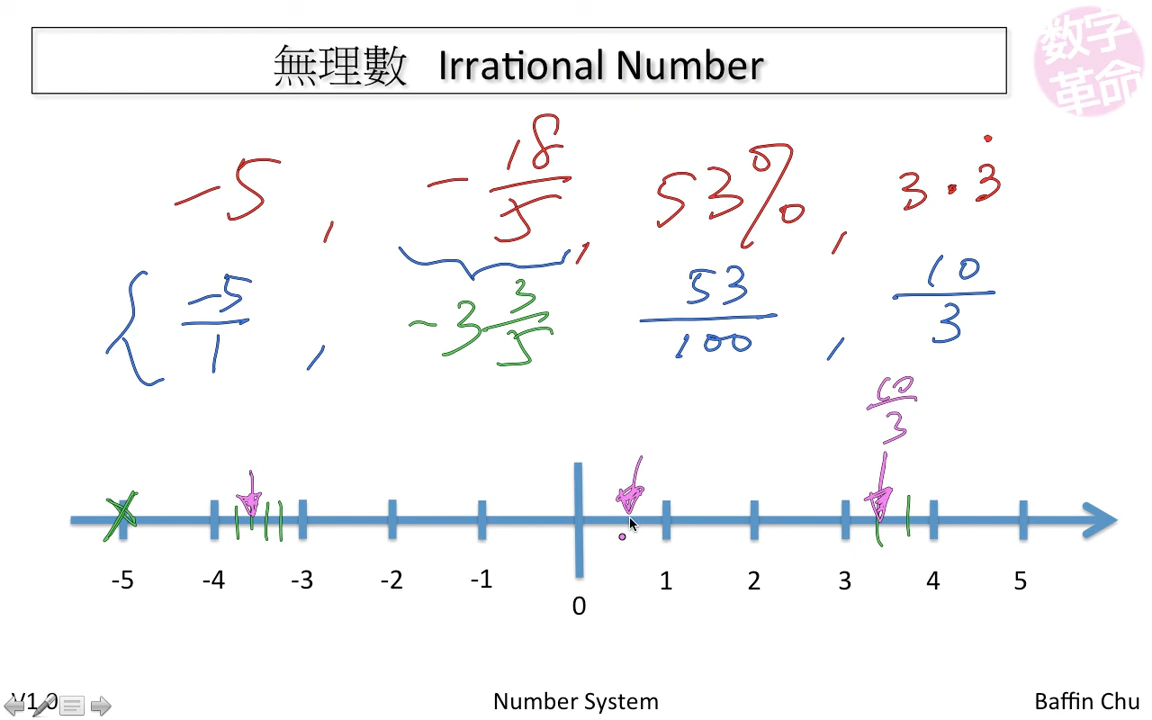 無理數 Irrational Number
数字
革命
-5 , -18/5 , 53% , 3.3̇
-5/1 , -3 3/5 53/100 , 10/3
10/3
-5 -4 -3 -2 -1 0 1 2 3 4 5
V1.0 Number System Baffin Chu